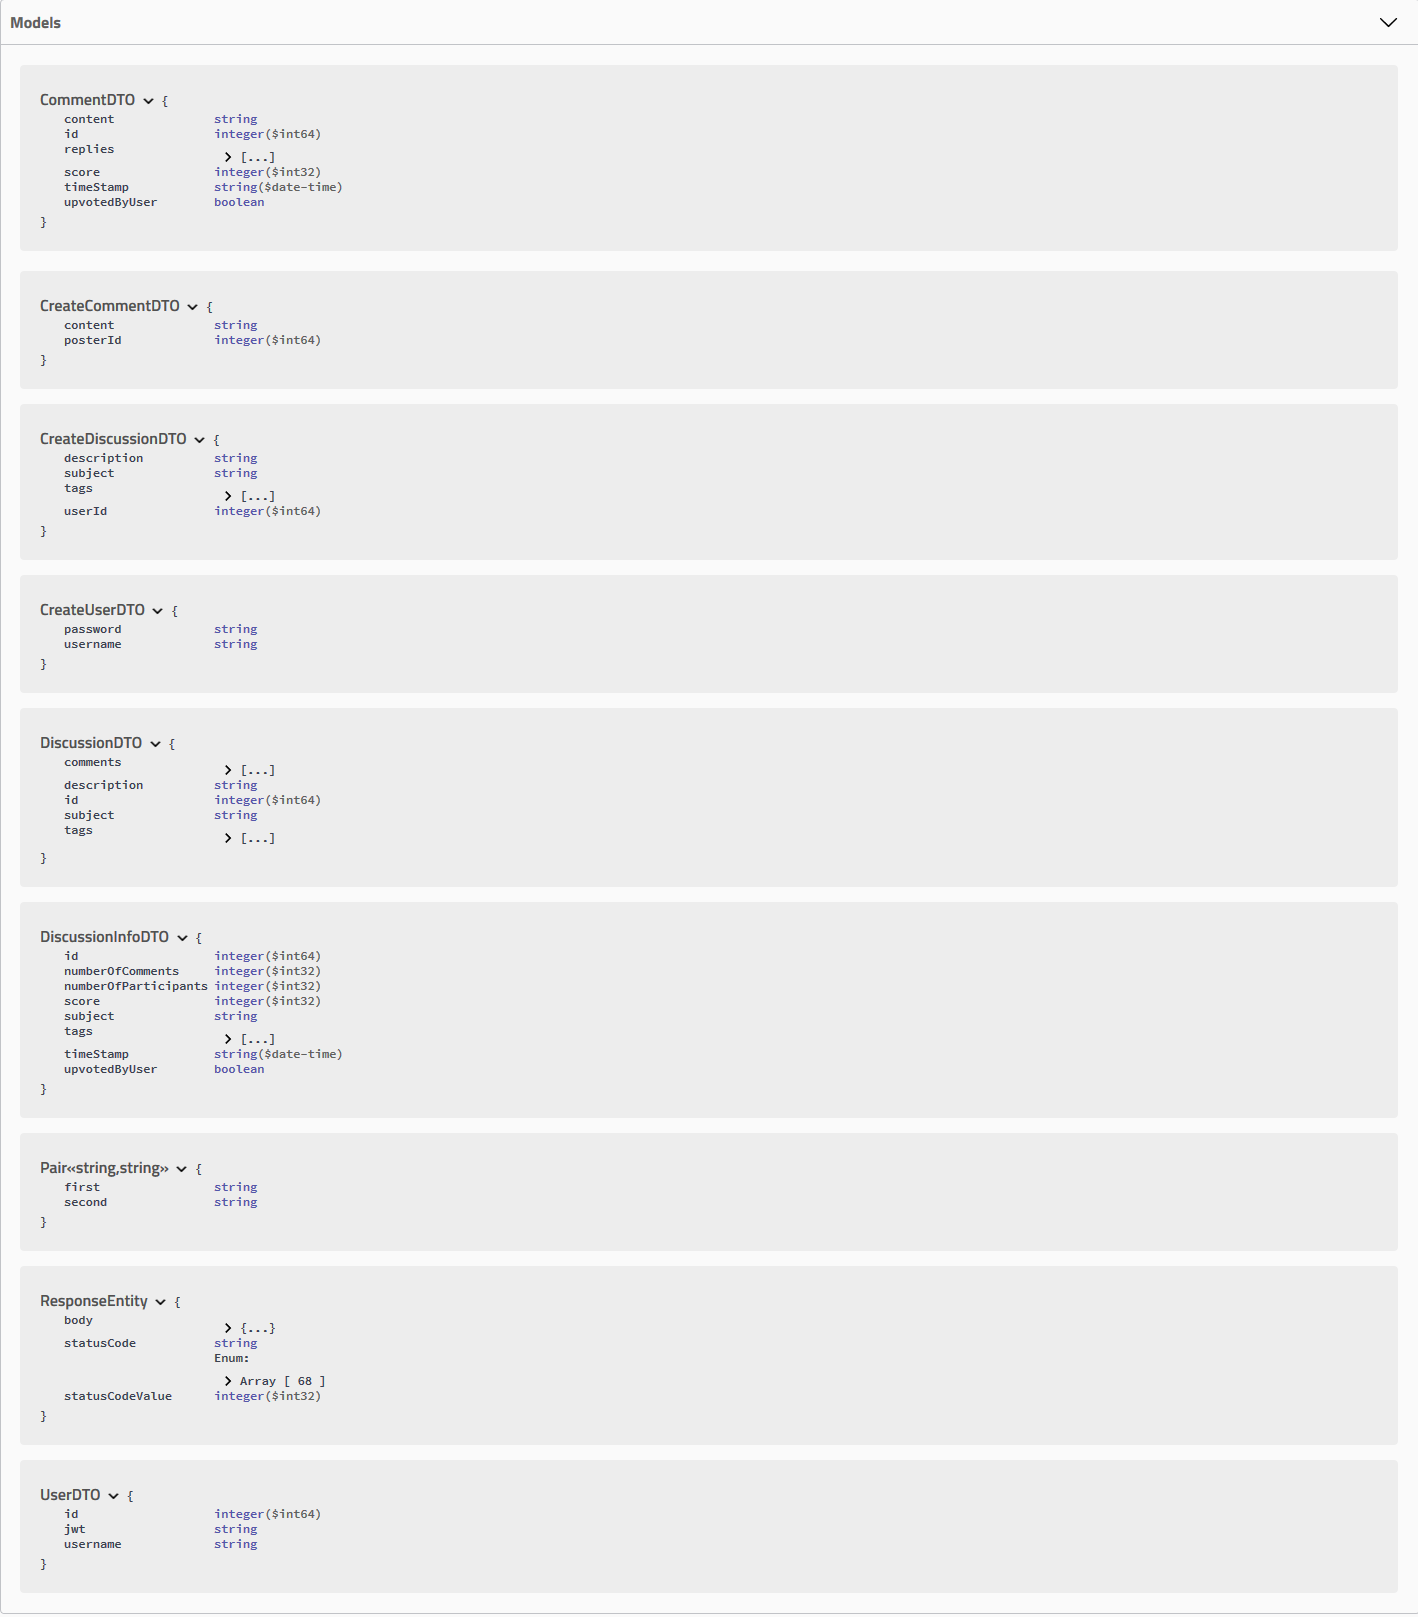 Models
CommentDTO {
content string
id integer($int64)
replies
[...]
score integer($int32)
timeStamp string($date-time)
upvotedByUser boolean
}
CreateCommentDTO {
content string
posterId integer($int64)
}
CreateDiscussionDTO {
description string
subject string
tags
[...]
userId integer($int64)
}
CreateUserDTO {
password string
username string
}
DiscussionDTO {
comments
[...]
description string
id integer($int64)
subject string
tags
[...]
}
DiscussionInfoDTO {
id integer($int64)
numberOfComments integer($int32)
numberOfParticipants integer($int32)
score integer($int32)
subject string
tags
[...]
timeStamp string($date-time)
upvotedByUser boolean
}
Pair«string,string» {
first string
second string
}
ResponseEntity {
body
{...}
statusCode string
Enum:
Array [ 68 ]
statusCodeValue integer($int32)
}
UserDTO {
id integer($int64)
jwt string
username string
}